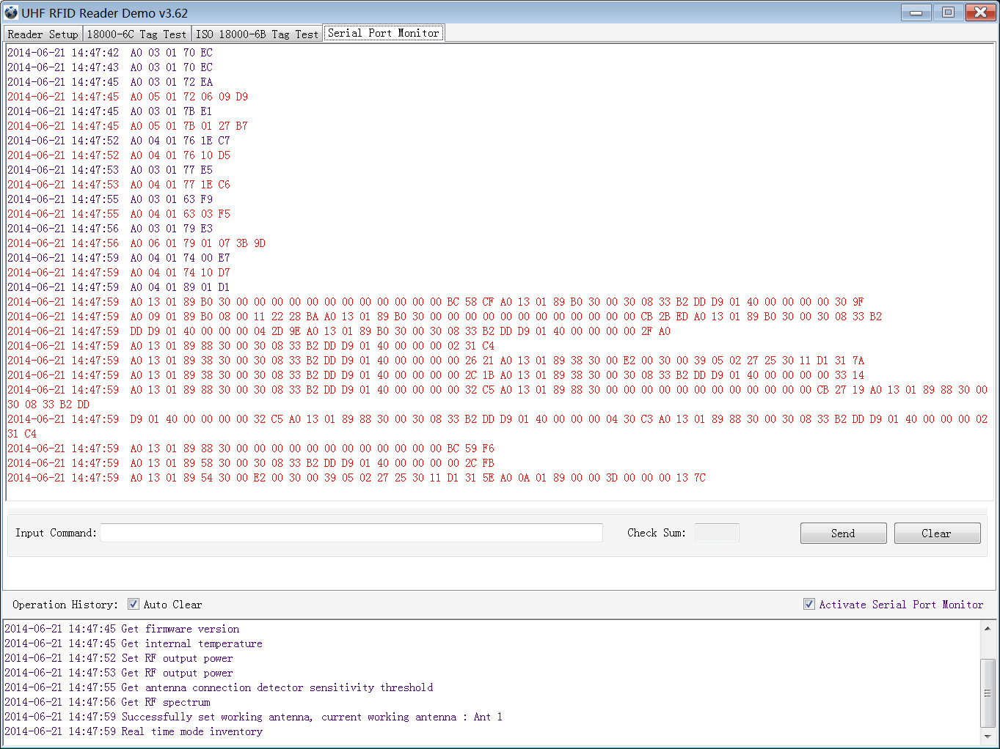 UHF RFID Reader Demo v3.62
Reader Setup 18000-6C Tag Test ISO 18000-6B Tag Test Serial Port Monitor
2014-06-21 14:47:42 A0 03 01 70 EC
2014-06-21 14:47:43 A0 03 01 70 EC
2014-06-21 14:47:45 A0 03 01 72 EA
2014-06-21 14:47:45 A0 05 01 72 06 09 D9
2014-06-21 14:47:45 A0 03 01 7B E1
2014-06-21 14:47:45 A0 05 01 7B 01 27 B7
2014-06-21 14:47:52 A0 04 01 76 1E C7
2014-06-21 14:47:52 A0 04 01 76 10 D5
2014-06-21 14:47:53 A0 03 01 77 E5
2014-06-21 14:47:53 A0 04 01 77 1E C6
2014-06-21 14:47:55 A0 03 01 63 F9
2014-06-21 14:47:55 A0 04 01 63 03 F5
2014-06-21 14:47:56 A0 03 01 79 E3
2014-06-21 14:47:56 A0 06 01 79 01 07 3B 9D
2014-06-21 14:47:59 A0 04 01 74 00 E7
2014-06-21 14:47:59 A0 04 01 74 10 D7
2014-06-21 14:47:59 A0 04 01 89 01 D1
2014-06-21 14:47:59 A0 13 01 89 B0 30 00 00 00 00 00 00 00 00 00 00 00 00 BC 58 CF A0 13 01 89 B0 30 00 30 08 33 B2 DD D9 01 40 00 00 00 00 30 9F
2014-06-21 14:47:59 A0 09 01 89 B0 08 00 11 22 28 BA A0 13 01 89 B0 30 00 00 00 00 00 00 00 00 00 00 00 00 CB 2B ED A0 13 01 89 B0 30 00 30 08 33 B2
2014-06-21 14:47:59 DD D9 01 40 00 00 00 04 2D 9E A0 13 01 89 B0 30 00 30 08 33 B2 DD D9 01 40 00 00 00 00 2F A0
2014-06-21 14:47:59 A0 13 01 89 88 30 00 30 08 33 B2 DD D9 01 40 00 00 00 02 31 C4
2014-06-21 14:47:59 A0 13 01 89 38 30 00 30 08 33 B2 DD D9 01 40 00 00 00 00 26 21 A0 13 01 89 38 30 00 E2 00 30 00 39 05 02 27 25 30 11 D1 31 7A
2014-06-21 14:47:59 A0 13 01 89 38 30 00 30 08 33 B2 DD D9 01 40 00 00 00 00 2C 1B A0 13 01 89 38 30 00 30 08 33 B2 DD D9 01 40 00 00 00 00 33 14
2014-06-21 14:47:59 A0 13 01 89 88 30 00 30 08 33 B2 DD D9 01 40 00 00 00 00 32 C5 A0 13 01 89 88 30 00 00 00 00 00 00 00 00 00 00 00 00 CB 27 19 A0 13 01 89 88 30 00
30 08 33 B2 DD
2014-06-21 14:47:59 D9 01 40 00 00 00 00 32 C5 A0 13 01 89 88 30 00 30 08 33 B2 DD D9 01 40 00 00 00 04 30 C3 A0 13 01 89 88 30 00 30 08 33 B2 DD D9 01 40 00 00 00 02
31 C4
2014-06-21 14:47:59 A0 13 01 89 88 30 00 00 00 00 00 00 00 00 00 00 00 00 BC 59 F6
2014-06-21 14:47:59 A0 13 01 89 58 30 00 30 08 33 B2 DD D9 01 40 00 00 00 00 2C FB
2014-06-21 14:47:59 A0 13 01 89 54 30 00 E2 00 30 00 39 05 02 27 25 30 11 D1 31 5E A0 0A 01 89 00 00 3D 00 00 00 13 7C
Input Command: Check Sum: Send Clear
Operation History: Auto Clear Activate Serial Port Monitor
2014-06-21 14:47:45 Get firmware version
2014-06-21 14:47:45 Get internal temperature
2014-06-21 14:47:52 Set RF output power
2014-06-21 14:47:53 Get RF output power
2014-06-21 14:47:55 Get antenna connection detector sensitivity threshold
2014-06-21 14:47:56 Get RF spectrum
2014-06-21 14:47:59 Successfully set working antenna, current working antenna : Ant 1
2014-06-21 14:47:59 Real time mode inventory